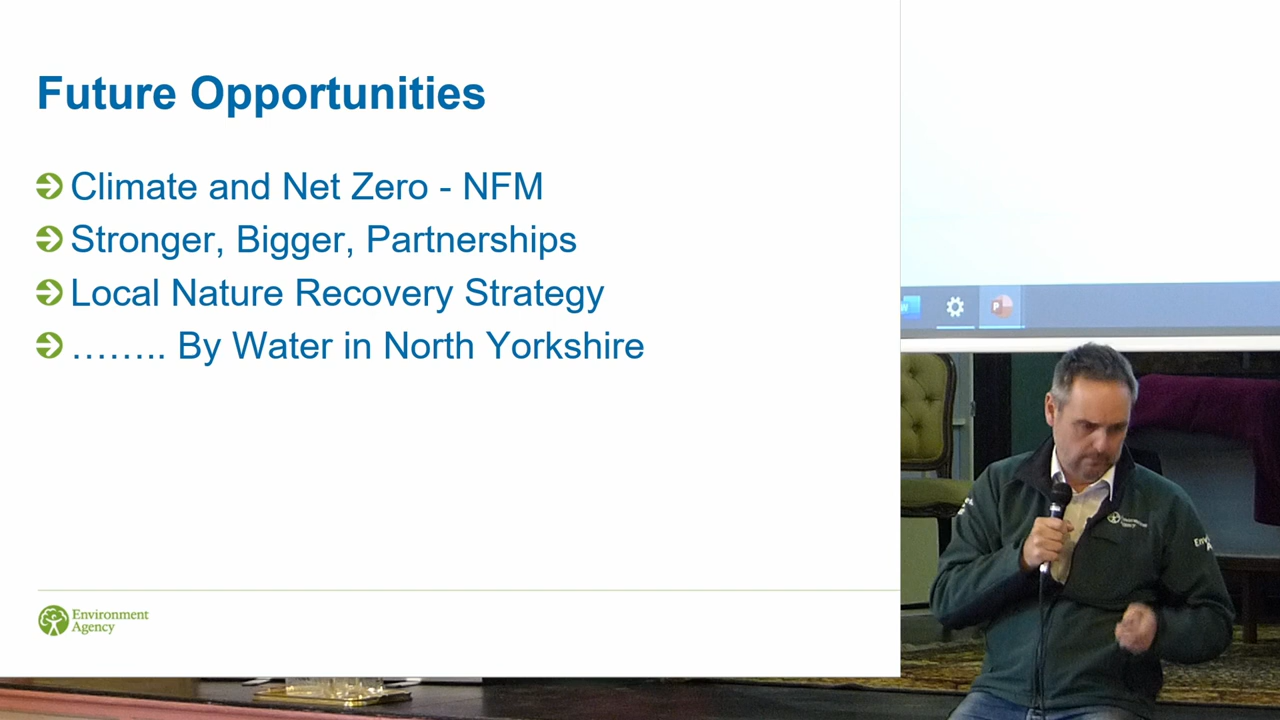 Future Opportunities
Climate and Net Zero - NFM
Stronger, Bigger, Partnerships
Local Nature Recovery Strategy
…….. By Water in North Yorkshire
Environment
Agency
P